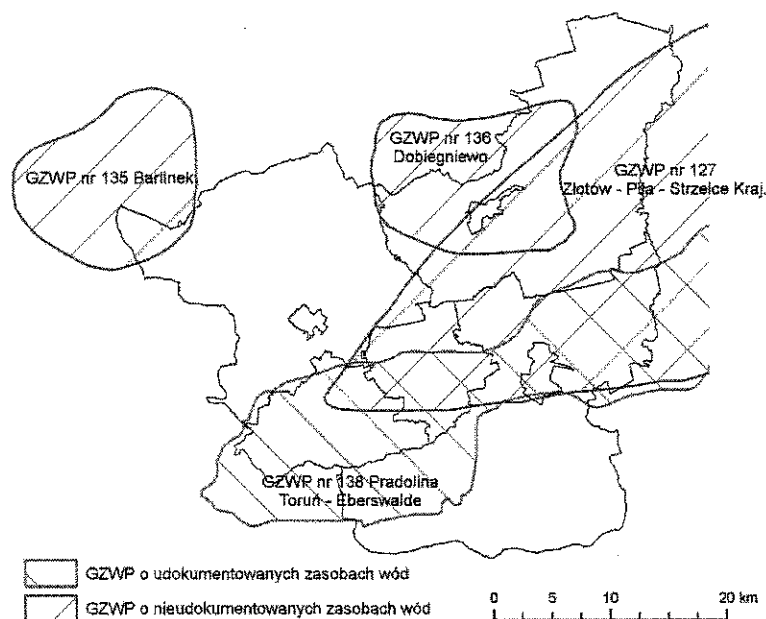 GZWP nr 136
Dobiegniewo
GZWP nr 135 Barlinek
GZWP nr 127
Złotów - Piła - Strzelce Kraj.
GZWP nr 138 Pradolina
Toruń - Eberswalde
GZWP o udokumentowanych zasobach wód
GZWP o nieudokumentowanych zasobach wód
0 5 10 20 km